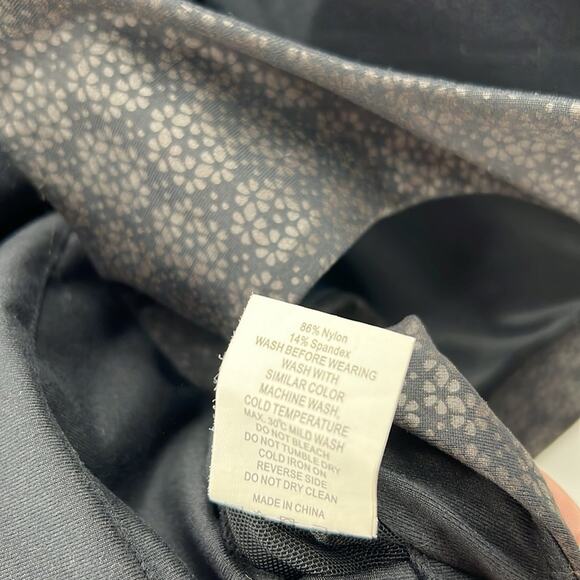 86% Nylon
14% Spandex
WASH BEFORE WEARING
WASH WITH
SIMILAR COLOR
MACHINE WASH,
COLD TEMPERATURE
MAX. 30℃ MILD WASH
DO NOT BLEACH
DO NOT TUMBLE DRY
COLD IRON ON
REVERSE SIDE
DO NOT DRY CLEAN
MADE IN CHINA